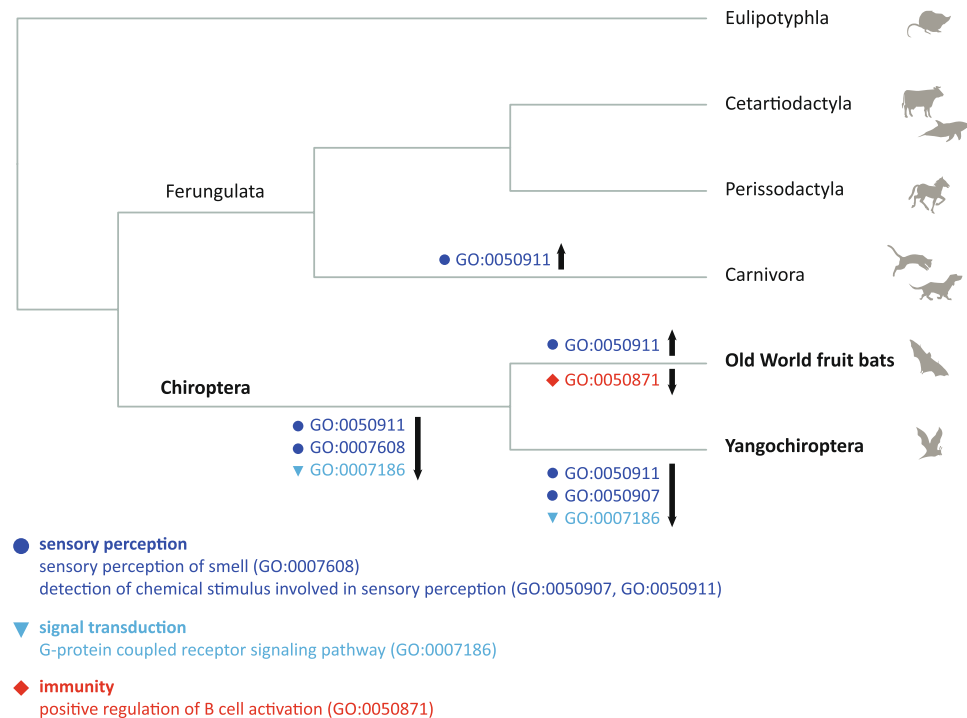 Eulipotyphla
Cetartiodactyla
Ferungulata
Perissodactyla
GO:0050911
Carnivora
GO:0050911
Old World fruit bats
GO:0050871
Chiroptera
GO:0050911
GO:0007608
GO:0007186
Yangochiroptera
GO:0050911
GO:0050907
GO:0007186
sensory perception
sensory perception of smell (GO:0007608)
detection of chemical stimulus involved in sensory perception (GO:0050907, GO:0050911)
signal transduction
G-protein coupled receptor signaling pathway (GO:0007186)
immunity
positive regulation of B cell activation (GO:0050871)